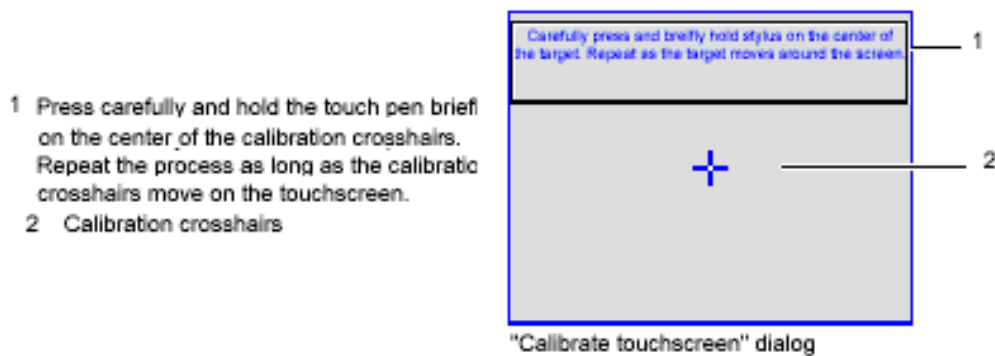 1 Press carefully and hold the touch pen briefl
on the center of the calibration crosshairs.
Repeat the process as long as the calibratio
crosshairs move on the touchscreen.
2 Calibration crosshairs
Carefully press and breifly hold stylus on the center of
the target. Repeat as the target moves around the screen.
1
2
"Calibrate touchscreen" dialog